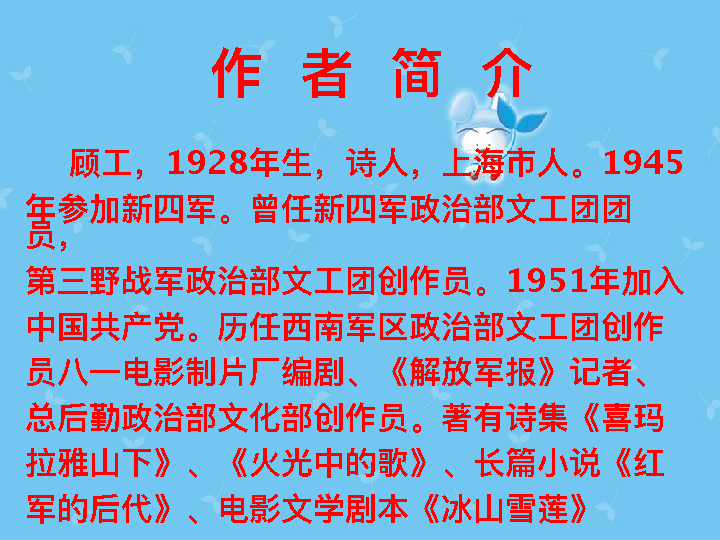 作 者 简 介
顾工，1928年生，诗人，上海市人。1945
年参加新四军。曾任新四军政治部文工团团
员，
第三野战军政治部文工团创作员。1951年加入
中国共产党。历任西南军区政治部文工团创作
员八一电影制片厂编剧、《解放军报》记者、
总后勤政治部文化部创作员。著有诗集《喜玛
拉雅山下》、《火光中的歌》、长篇小说《红
军的后代》、电影文学剧本《冰山雪莲》